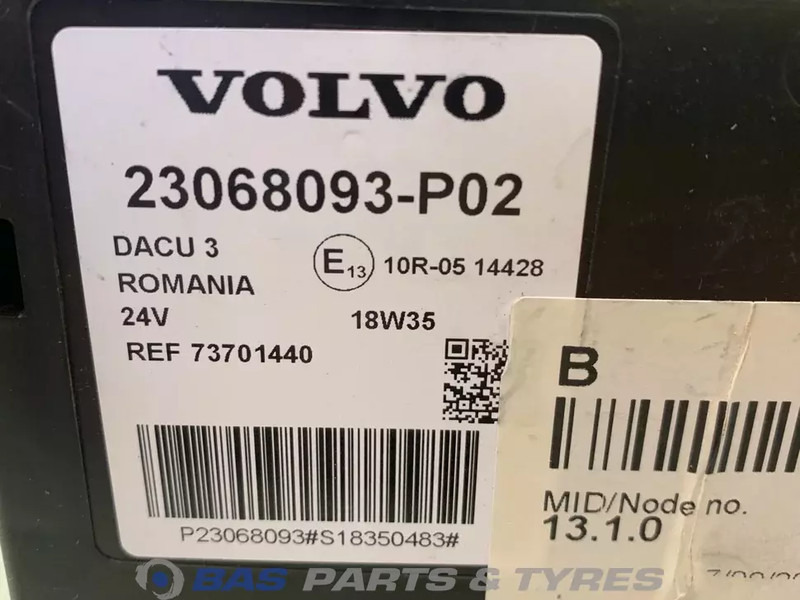 VOLVO
23068093-P02
DACU 3
E13 10R-05 14428
ROMANIA
24V 18W35
REF 73701440
P23068093#S18350483#
B
MID/Node no.
13.1.0
BAS PARTS & TYRES